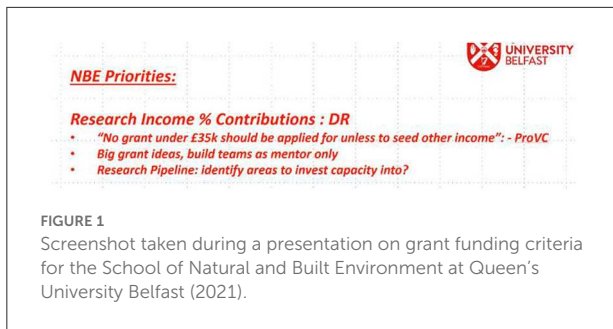 UNIVERSITY
BELFAST
NBE Priorities:
Research Income % Contributions : DR
• "No grant under £35k should be applied for unless to seed other income": - ProVC
• Big grant ideas, build teams as mentor only
• Research Pipeline: identify areas to invest capacity into?
FIGURE 1
Screenshot taken during a presentation on grant funding criteria
for the School of Natural and Built Environment at Queen's
University Belfast (2021).